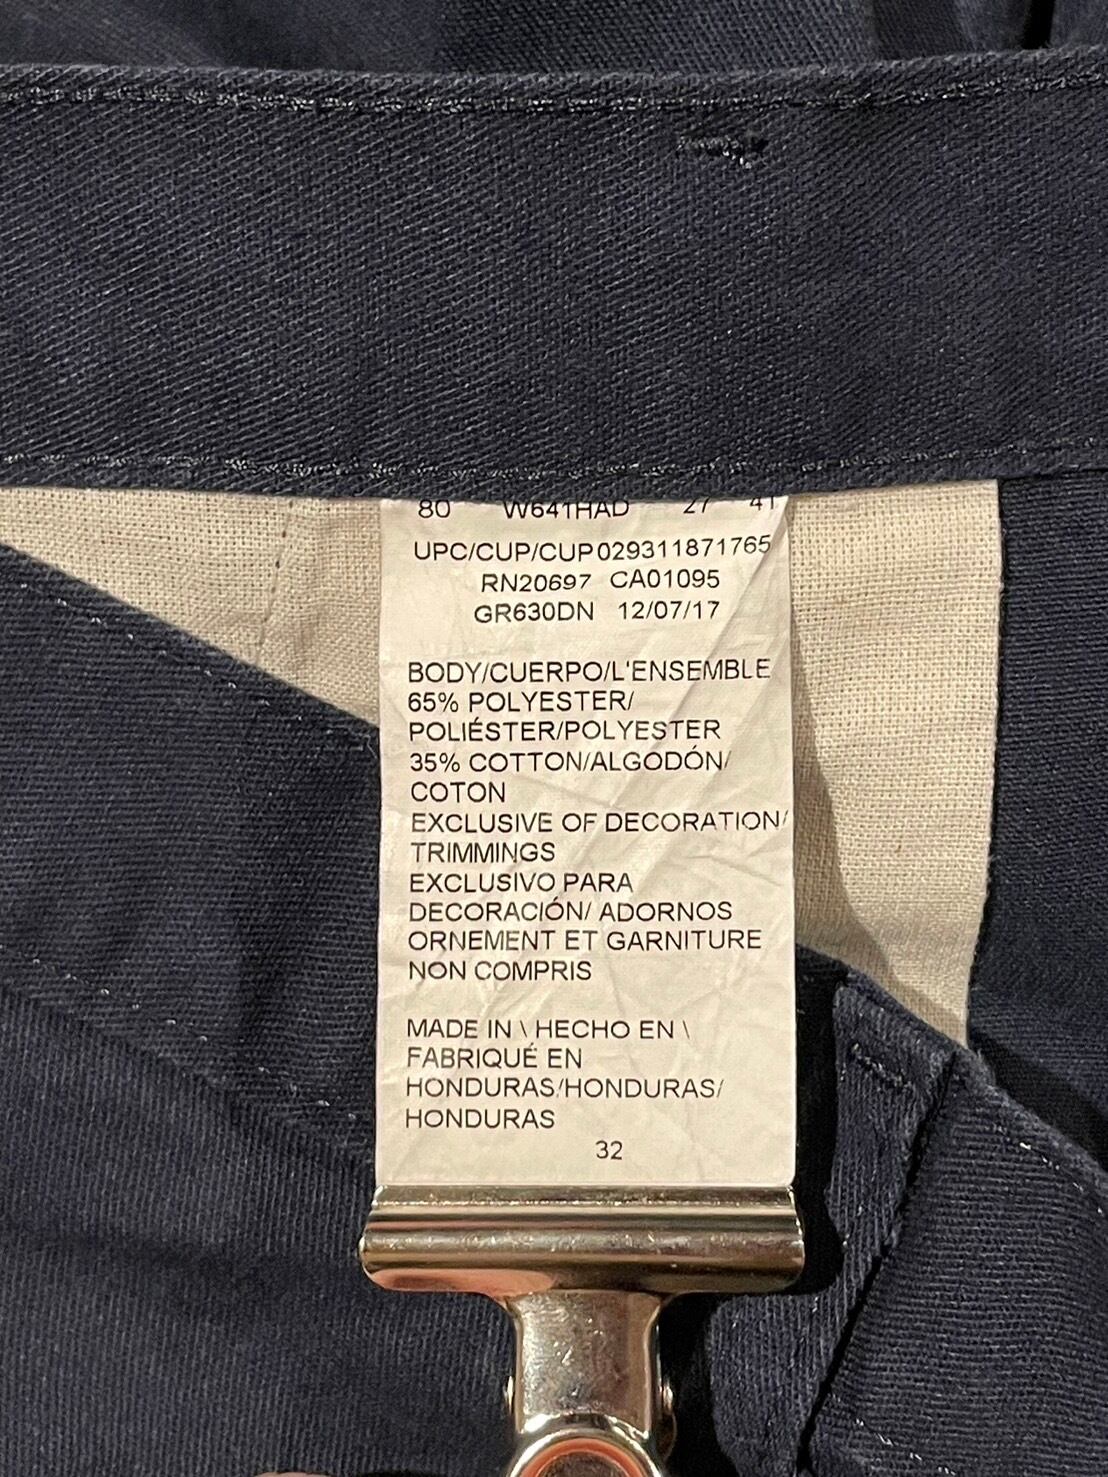 80 W641HAD 27 41
UPC/CUP/CUP029311871765
RN20697 CA01095
GR630DN 12/07/17
BODY/CUERPO/L'ENSEMBLE
65% POLYESTER/
POLIÉSTER/POLYESTER
35% COTTON/ALGODÓN/
COTON
EXCLUSIVE OF DECORATION/
TRIMMINGS
EXCLUSIVO PARA
DECORACIÓN/ ADORNOS
ORNEMENT ET GARNITURE
NON COMPRIS
MADE IN \ HECHO EN \
FABRIQUÉ EN
HONDURAS/HONDURAS/
HONDURAS
32